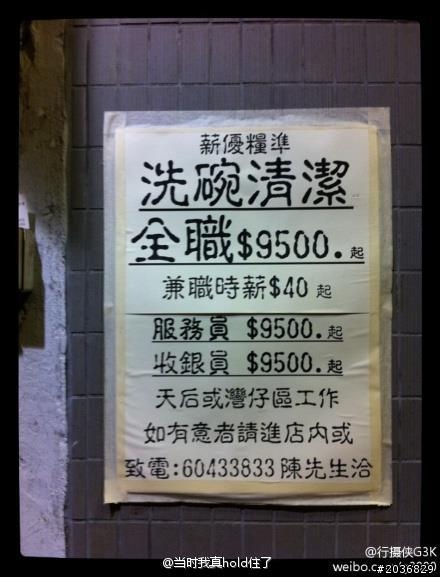 薪優糧準
洗碗清潔
全職$9500.起
兼職時薪$40起
服務員 $9500.起
收銀員 $9500.起
天后或灣仔區工作
如有意者請進店內或
致電:60433833 陳先生洽
@行摄侠G3K
@当时我真hold住了
#2036829